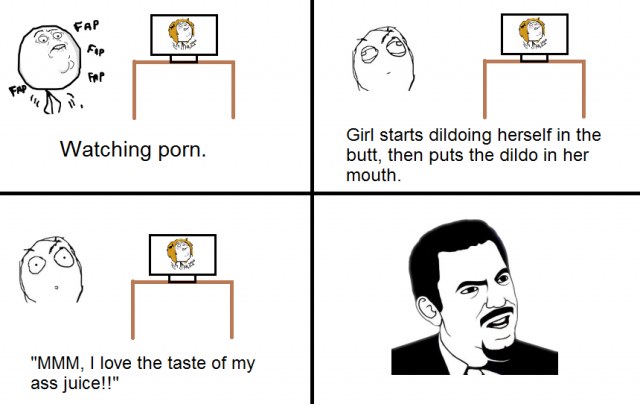 FAP
FAP
FAP
FAP
Watching porn.
Girl starts dildoing herself in the
butt, then puts the dildo in her
mouth.
"MMM, I love the taste of my
ass juice!!"